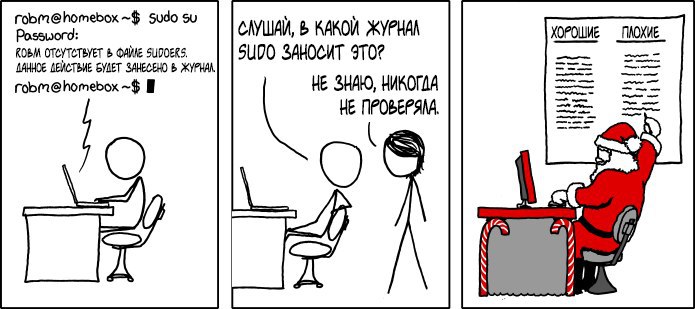 robm@homebox~$ sudo su
Password:
ROBM ОТСУТСТВУЕТ В ФАЙЛЕ SUDOERS.
ДАННОЕ ДЕЙСТВИЕ БУДЕТ ЗАНЕСЕНО В ЖУРНАЛ.
robm@homebox~$
СЛУШАЙ, В КАКОЙ ЖУРНАЛ
SUDO ЗАНОСИТ ЭТО?
НЕ ЗНАЮ, НИКОГДА
НЕ ПРОВЕРЯЛА.
ХОРОШИЕ ПЛОХИЕ